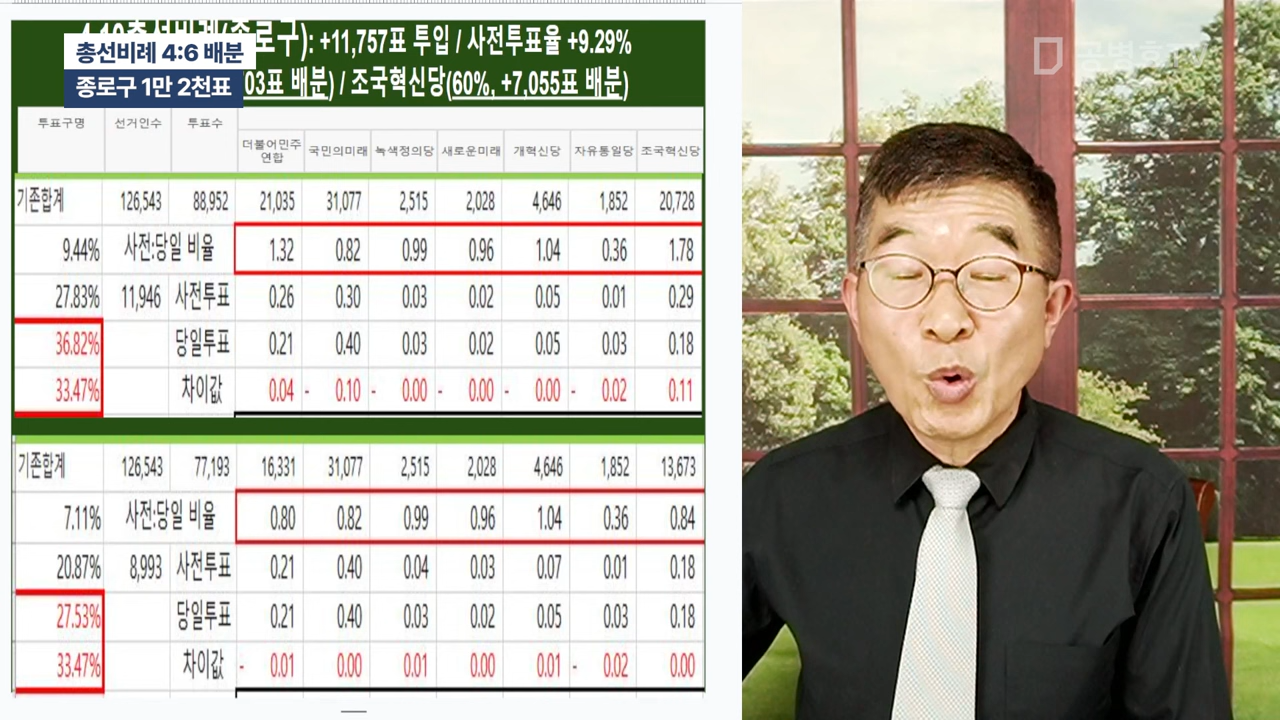 총선비례 4:6 배분
종로구 1만 2천표
로구): +11,757표 투입 / 사전투표율 +9.29%
03표 배분) / 조국혁신당(60%, +7,055표 배분)
투표구명 선거인수 투표수
더불어민주연합 국민의미래 녹색정의당 새로운미래 개혁신당 자유통일당 조국혁신당
기존합계 126,543 88,952 21,035 31,077 2,515 2,028 4,646 1,852 20,728
9.44% 사전:당일 비율 1.32 0.82 0.99 0.96 1.04 0.36 1.78
27.83% 11,946 사전투표 0.26 0.30 0.03 0.02 0.05 0.01 0.29
36.82% 당일투표 0.21 0.40 0.03 0.02 0.05 0.03 0.18
33.47% 차이값 0.04 - 0.10 - 0.00 - 0.00 - 0.00 - 0.02 0.11
기존합계 126,543 77,193 16,331 31,077 2,515 2,028 4,646 1,852 13,673
7.11% 사전:당일 비율 0.80 0.82 0.99 0.96 1.04 0.36 0.84
20.87% 8,993 사전투표 0.21 0.40 0.04 0.03 0.07 0.01 0.18
27.53% 당일투표 0.21 0.40 0.03 0.02 0.05 0.03 0.18
33.47% 차이값 - 0.01 0.00 0.01 0.00 0.01 - 0.02 0.00
공병호TV